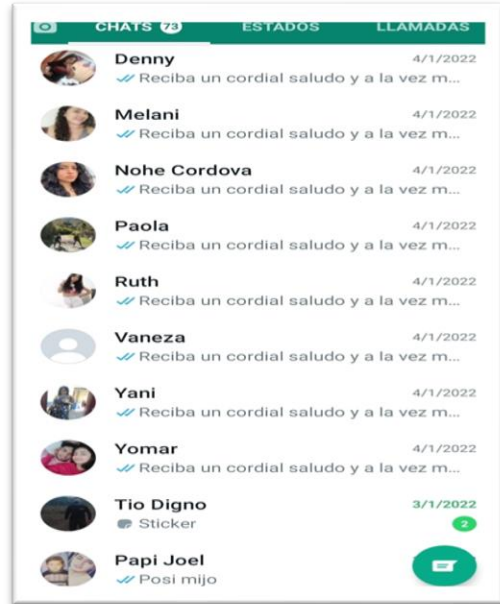 CHATS 73 ESTADOS LLAMADAS
Denny 4/1/2022
Reciba un cordial saludo y a la vez m...
Melani 4/1/2022
Reciba un cordial saludo y a la vez m...
Nohe Cordova 4/1/2022
Reciba un cordial saludo y a la vez m...
Paola 4/1/2022
Reciba un cordial saludo y a la vez m...
Ruth 4/1/2022
Reciba un cordial saludo y a la vez m...
Vaneza 4/1/2022
Reciba un cordial saludo y a la vez m...
Yani 4/1/2022
Reciba un cordial saludo y a la vez m...
Yomar 4/1/2022
Reciba un cordial saludo y a la vez m...
Tio Digno 3/1/2022
Sticker 2
Papi Joel
Posi mijo